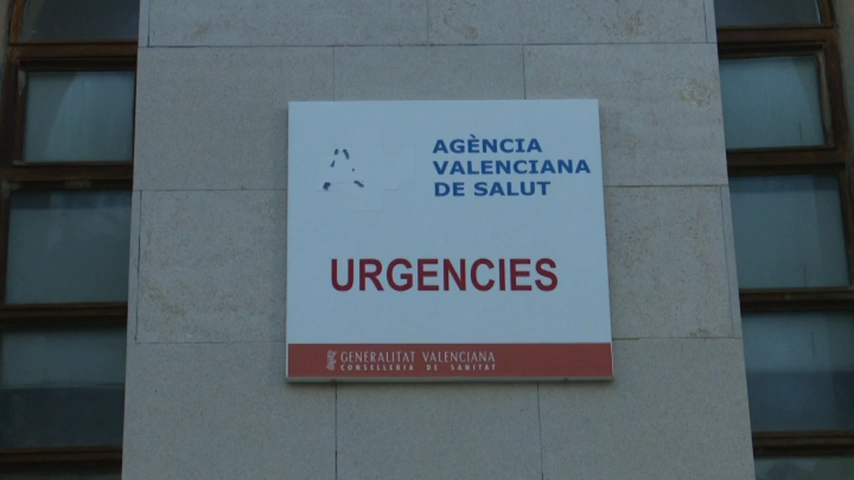 AGÈNCIA
VALENCIANA
DE SALUT
URGENCIES
GENERALITAT VALENCIANA
CONSELLERIA DE SANITAT